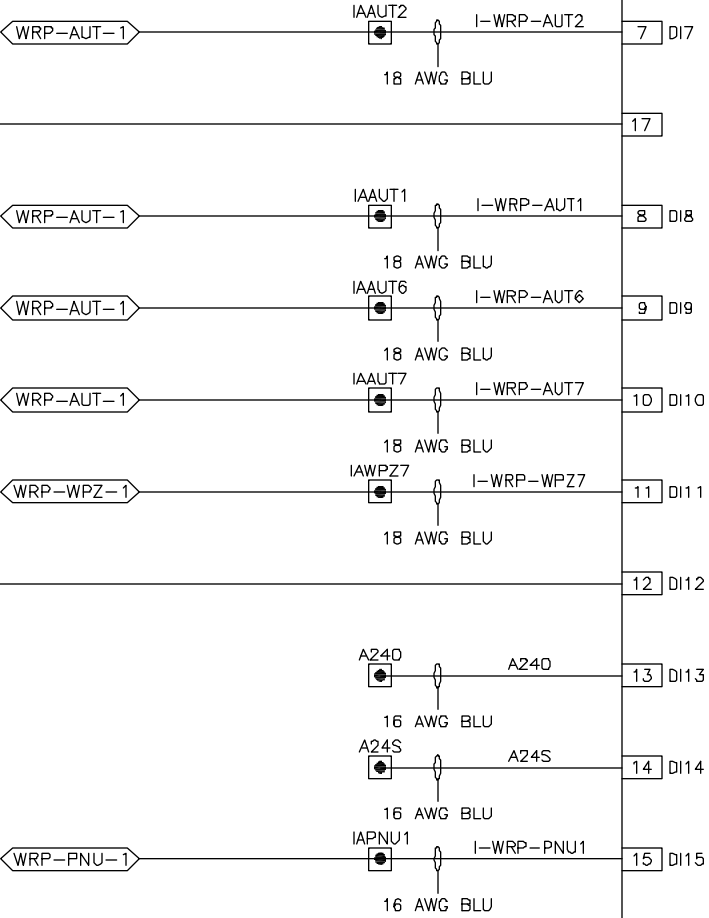 IAAUT2
WRP-AUT-1
I-WRP-AUT2
7
DI7
18 AWG BLU
17
IAAUT1
WRP-AUT-1
I-WRP-AUT1
8
DI8
18 AWG BLU
IAAUT6
WRP-AUT-1
I-WRP-AUT6
9
DI9
18 AWG BLU
IAAUT7
WRP-AUT-1
I-WRP-AUT7
10
DI10
18 AWG BLU
IAWPZ7
WRP-WPZ-1
I-WRP-WPZ7
11
DI11
18 AWG BLU
12
DI12
A240
A240
13
DI13
16 AWG BLU
A24S
A24S
14
DI14
16 AWG BLU
IAPNU1
WRP-PNU-1
I-WRP-PNU1
15
DI15
16 AWG BLU